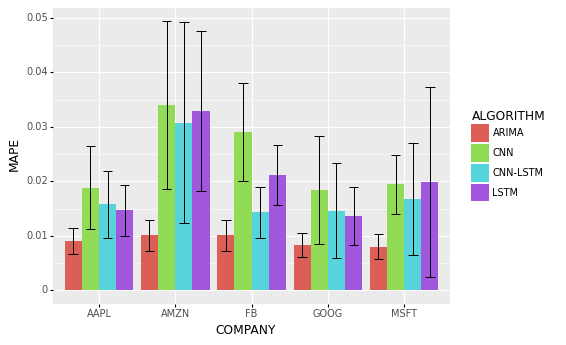 0.05
0.04
0.03
0.02
0.01
0
MAPE
AAPL
AMZN
FB
GOOG
MSFT
COMPANY
ALGORITHM
ARIMA
CNN
CNN-LSTM
LSTM